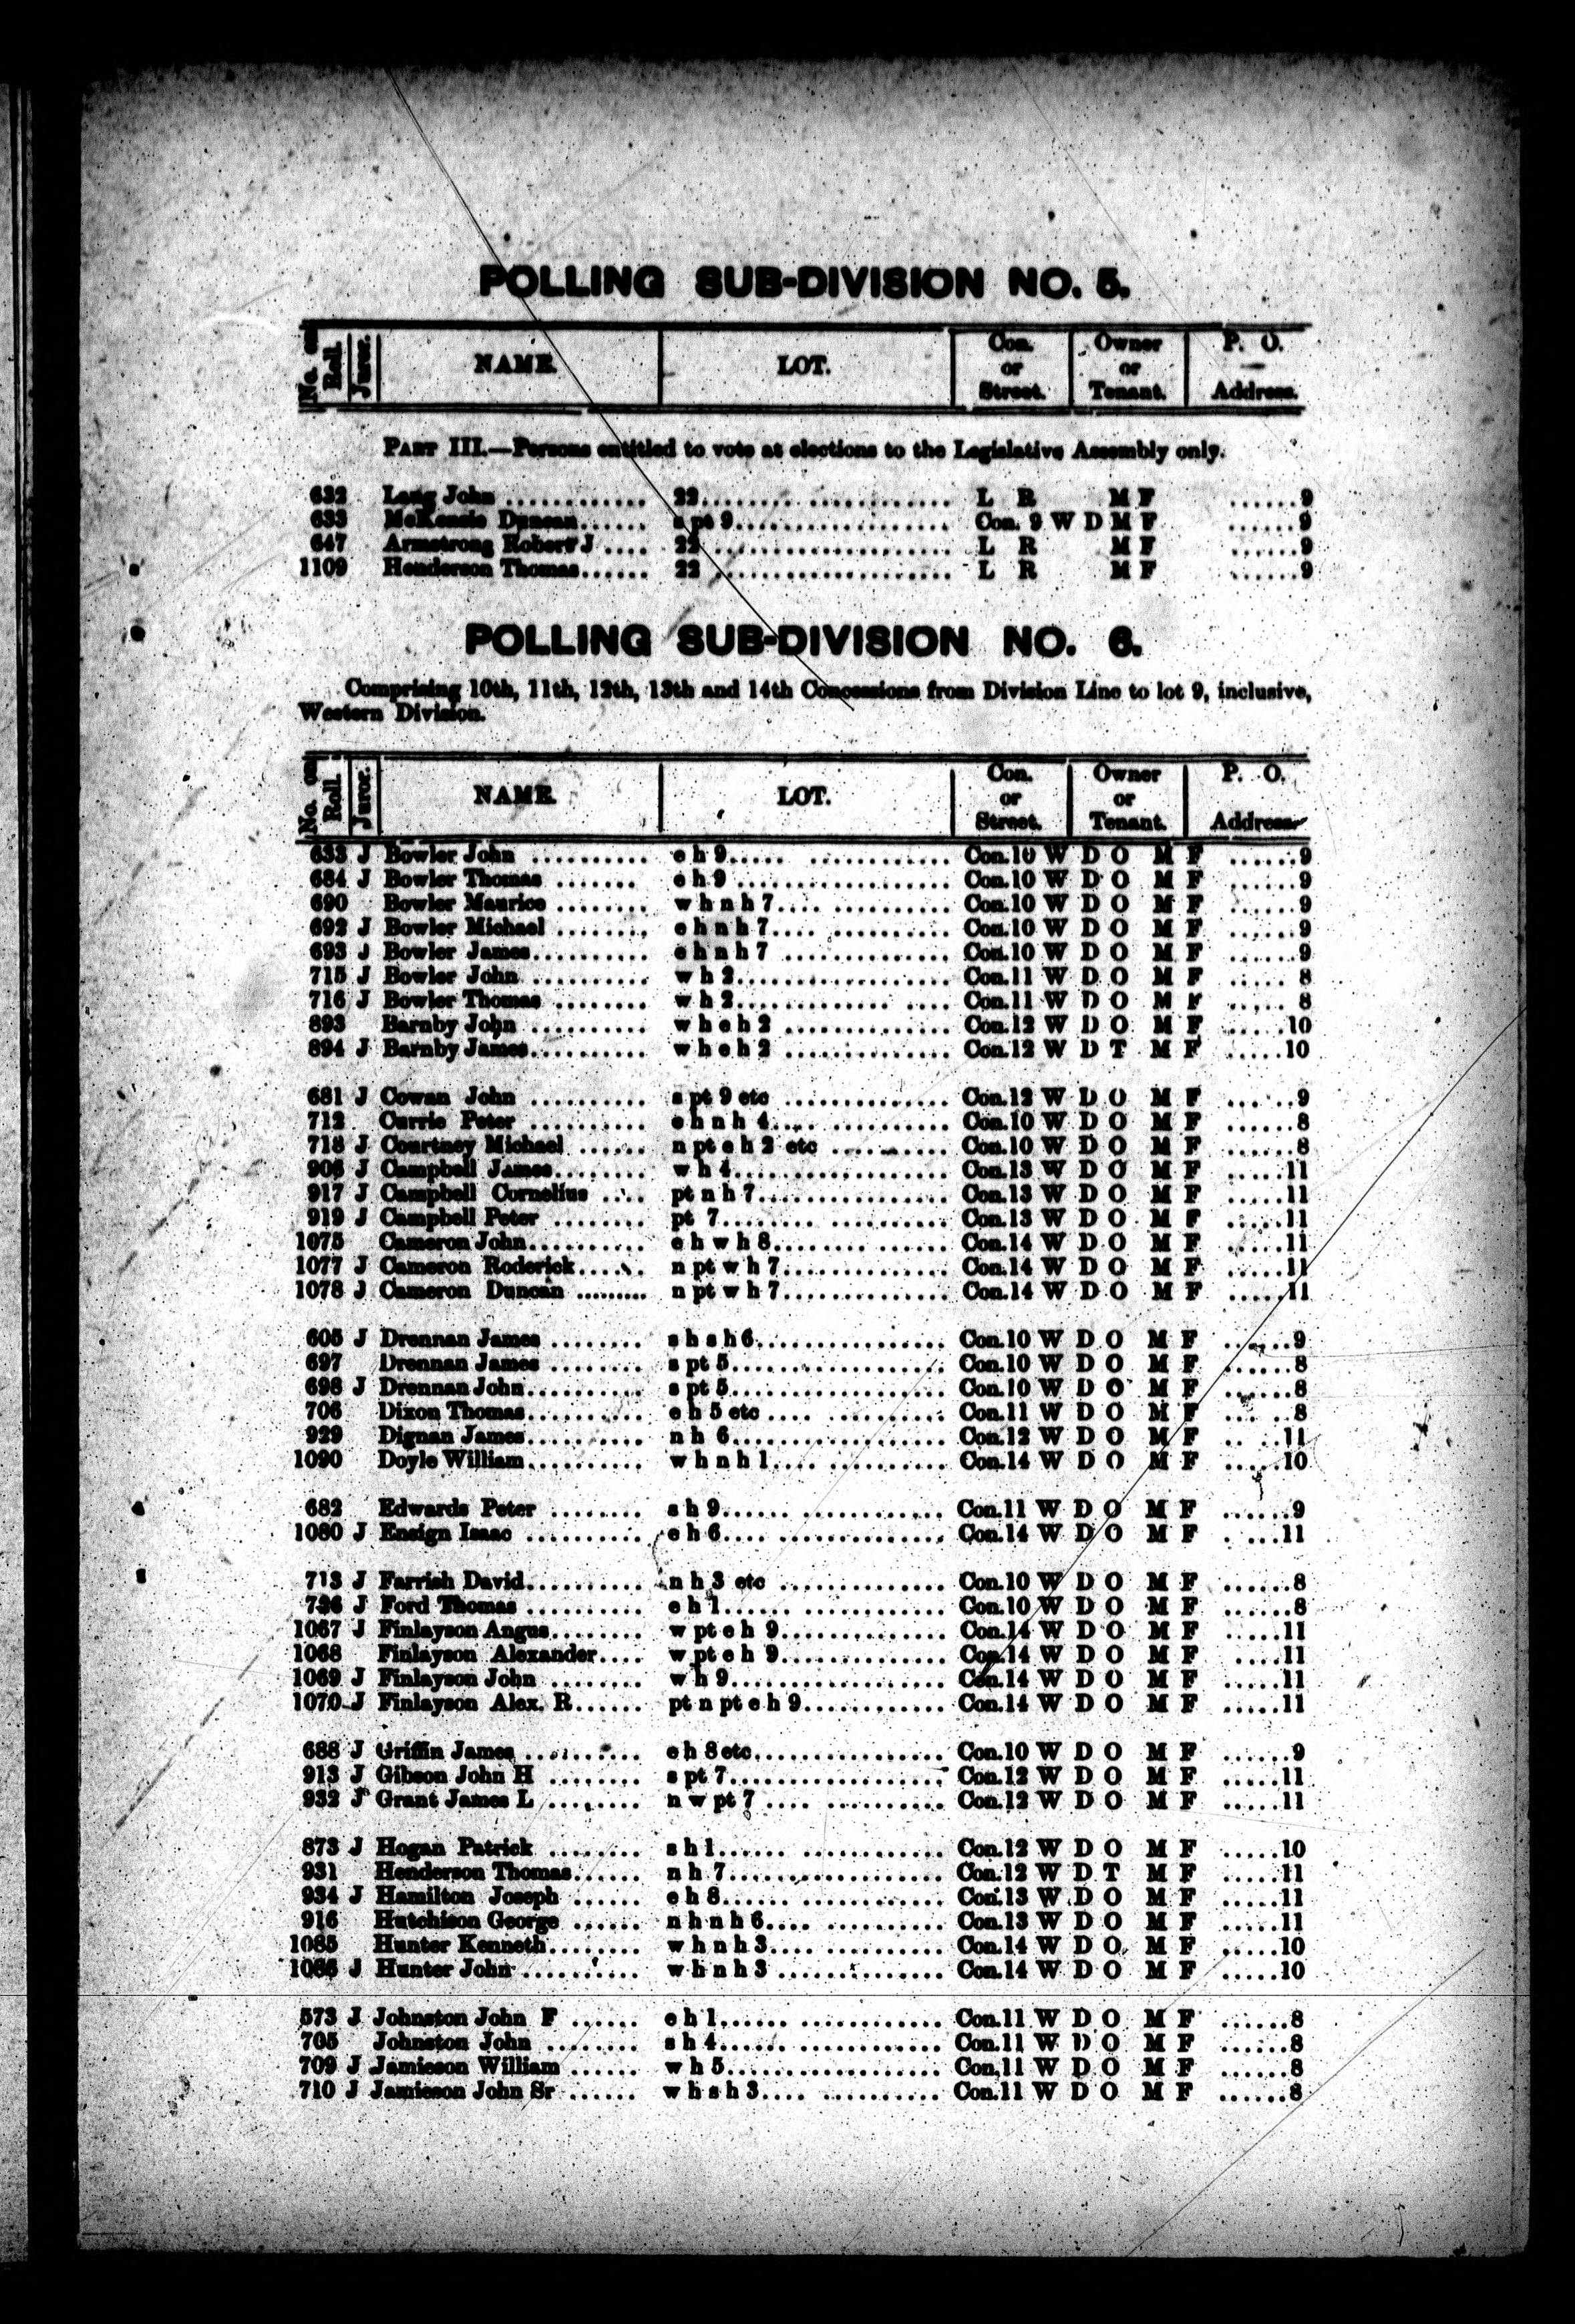 POLLING SUB-DIVISION NO. 5.
No. on Roll. Juror. NAME. LOT. Con. or Street. Owner or Tenant. P. O. Address.
PART III.—Persons entitled to vote at elections to the Legislative Assembly only.
632 Lang John ............ 22........................ L R M F ......9
633 McKenzie Duncan...... s pt 9................... Con. 9 W D M F ......9
647 Armstrong Robert J .... 22 ...................... L R M F ......9
1109 Henderson Thomas...... 22 ...................... L R M F ......9
POLLING SUB-DIVISION NO. 6.
Comprising 10th, 11th, 12th, 13th and 14th Concessions from Division Line to lot 9, inclusive,
Western Division.
No. on Roll. Juror. NAME. LOT. Con. or Street. Owner or Tenant. P. O. Address.
633 J Bowler John .......... e h 9..... ............ Con.10 W D O M F ......9
684 J Bowler Thomas ....... e h 9 .................. Con.10 W D O M F ......9
690 Bowler Maurice ........ w h n h 7.... .......... Con.10 W D O M F ......9
692 J Bowler Michael ........ e h n h 7.... .......... Con.10 W D O M F ......9
693 J Bowler James.......... e h n h 7 .............. Con.10 W D O M F ......9
715 J Bowler John .......... w h 2................... Con.11 W D O M F ...... 8
716 J Bowler Thomas ........ w h 2............. .... Con.11 W D O M F ...... 8
893 Barnby John .......... w h e h 2 .............. Con.12 W D O M F ......10
894 J Barnby James.......... w h e h 2 .............. Con.12 W D T M F .....10
681 J Cowan John .......... s pt 9 etc .............. Con.12 W D O M F ......9
712 Currie Peter .......... e h n h 4.... .......... Con.10 W D O M F ......8
718 J Courtney Michael ...... n pt e h 2 etc .......... Con.10 W D O M F ......8
906 J Campbell James........ w h 4................... Con.13 W D O M F .....11
917 J Campbell Cornelius .... pt n h 7................ Con.13 W D O M F .....11
919 J Campbell Peter ........ pt 7........ .......... Con.13 W D O M F .....11
1075 Cameron John.......... e h w h 8............... Con.14 W D O M F .....11
1077 J Cameron Roderick...... n pt w h 7.............. Con.14 W D O M F .....11
1078 J Cameron Duncan ......... n pt w h 7.............. Con.14 W D O M F .....11
605 J Drennan James ........ s h s h 6................ Con.10 W D O M F ......9
697 Drennan James ........ s pt 5.................. Con.10 W D O M F ......8
698 J Drennan John.......... s pt 5.................. Con.10 W D O M F ......8
706 Dixon Thomas.......... e h 5 etc .... .......... Con.11 W D O M F ... ..8
929 Dignan James.......... n h 6................... Con.12 W D O M F .. ..11
1090 Doyle William.......... w h n h 1.... .......... Con.14 W D O M F .....10
682 Edwards Peter ........ s h 9...... ............ Con.11 W D O M F ......9
1080 J Ensign Isaac .......... e h 6.... .............. Con.14 W D O M F . ...11
713 J Farrish David.......... n h 3 etc .............. Con.10 W D O M F ......8
736 J Ford Thomas .......... e h 1...... ............ Con.10 W D O M F ......8
1067 J Finlayson Angus........ w pt e h 9.............. Con.14 W D O M F .....11
1068 Finlayson Alexander.... w pt e h 9.............. Con.14 W D O M F .....11
1069 J Finlayson John ........ w h 9................... Con.14 W D O M F .....11
1070 J Finlayson Alex. R...... pt n pt e h 9............ Con.14 W D O M F .....11
688 J Griffin James .......... e h 8 etc................ Con.10 W D O M F ......9
913 J Gibson John H ........ s pt 7.................. Con.12 W D O M F .....11
932 J Grant James L ........ n w pt 7 .... .......... Con.12 W D O M F .....11
873 J Hogan Patrick ........ s h 1...... ............ Con.12 W D O M F .....10
931 Henderson Thomas...... n h 7................... Con.12 W D T M F .....11
934 J Hamilton Joseph ...... e h 8...... ............ Con.13 W D O M F .....11
916 Hutchison George ...... n h n h 6.... .......... Con.13 W D O M F .....11
1085 Hunter Kenneth........ w h n h 3.... .......... Con.14 W D O M F .....10
1086 J Hunter John .......... w h n h 3 .............. Con.14 W D O M F .....10
573 J Johnston John F ...... e h 1...... ............ Con.11 W D O M F ......8
705 Johnston John ........ s h 4...... ............ Con.11 W D O M F ......8
709 J Jamieson William ...... w h 5................... Con.11 W D O M F ......8
710 J Jamieson John Sr ...... w h s h 3.... .......... Con.11 W D O M F ......8